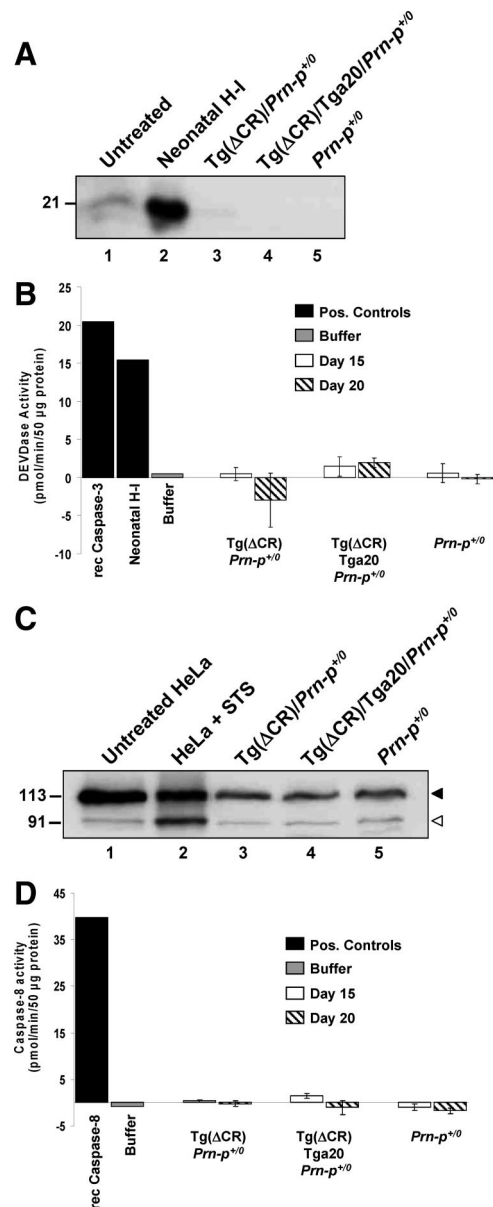 A
Untreated
Neonatal H-I
Tg(ΔCR)/Prn-p+/0
Tg(ΔCR)/Tga20/Prn-p+/0
Prn-p+/0
21
1 2 3 4 5
B
DEVDase Activity
(pmol/min/50 µg protein)
25
20
15
10
5
0
-5
-10
Pos. Controls
Buffer
Day 15
Day 20
rec Caspase-3
Neonatal H-I
Buffer
Tg(ΔCR)
Prn-p+/0
Tg(ΔCR)
Tga20
Prn-p+/0
Prn-p+/0
C
Untreated HeLa
HeLa + STS
Tg(ΔCR)/Prn-p+/0
Tg(ΔCR)/Tga20/Prn-p+/0
Prn-p+/0
113
91
1 2 3 4 5
D
Caspase-8 activity
(pmol/min/50 µg protein)
45
35
25
15
5
-5
Pos. Controls
Buffer
Day 15
Day 20
rec Caspase-8
Buffer
Tg(ΔCR)
Prn-p+/0
Tg(ΔCR)
Tga20
Prn-p+/0
Prn-p+/0